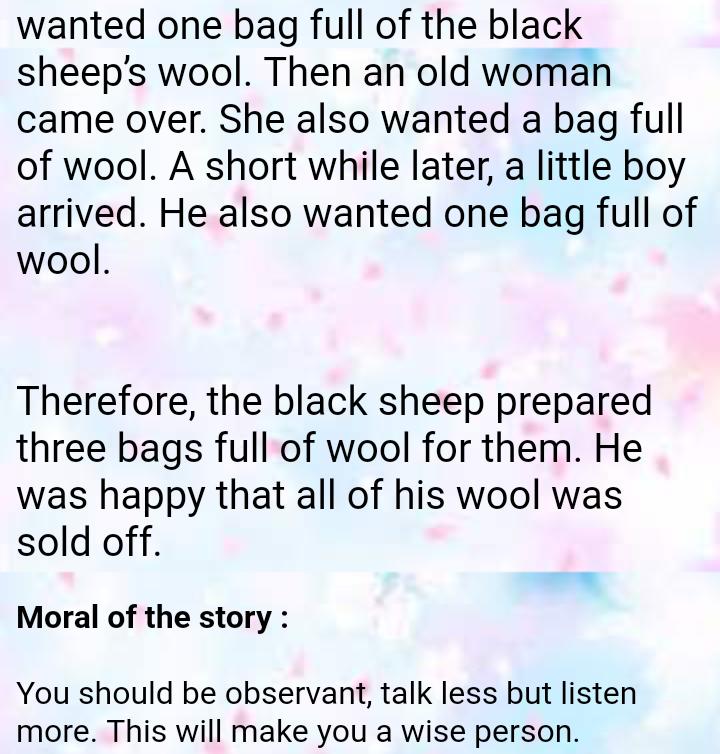 wanted one bag full of the black
sheep’s wool. Then an old woman
came over. She also wanted a bag full
of wool. A short while later, a little boy
arrived. He also wanted one bag full of
wool.
Therefore, the black sheep prepared
three bags full of wool for them. He
was happy that all of his wool was
sold off.
Moral of the story :
You should be observant, talk less but listen
more. This will make you a wise person.